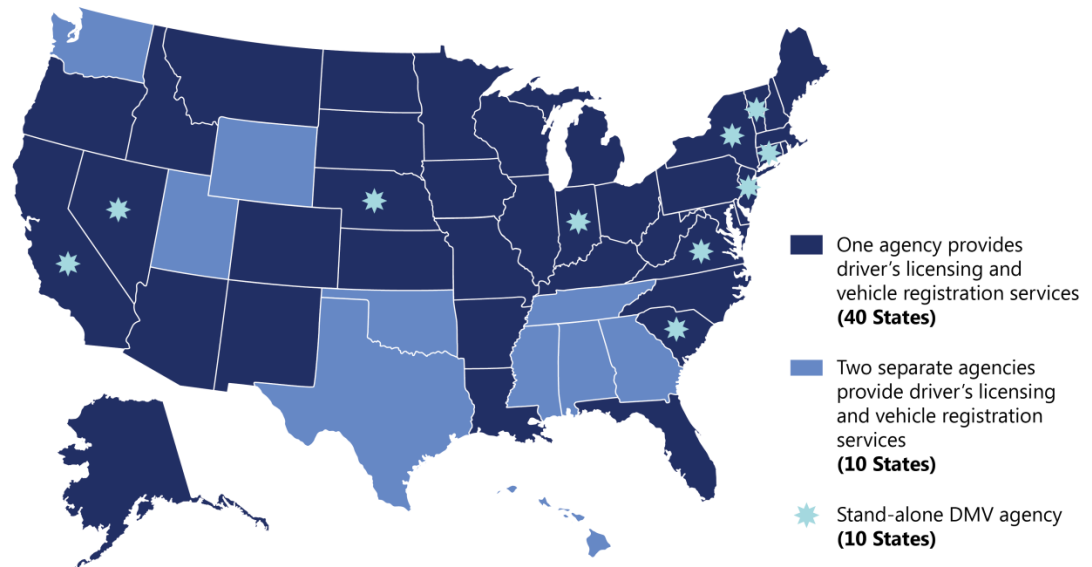 One agency provides
driver's licensing and
vehicle registration services
(40 States)
Two separate agencies
provide driver's licensing
and vehicle registration
services
(10 States)
Stand-alone DMV agency
(10 States)